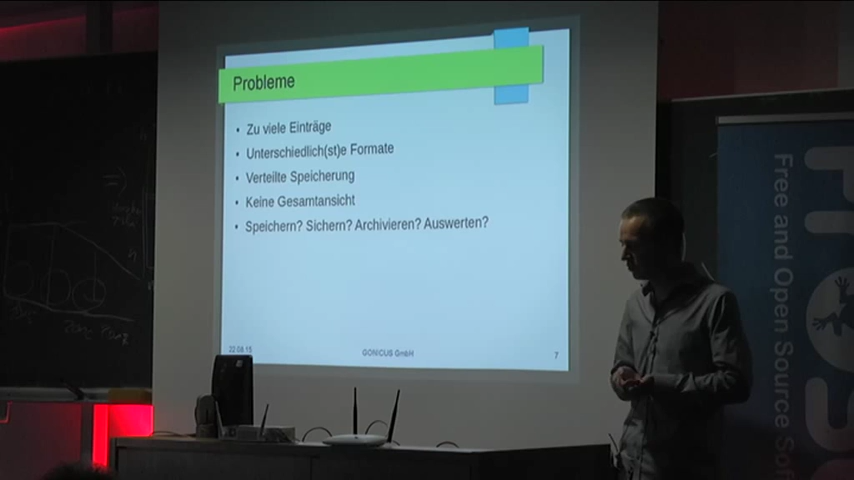 Probleme
• Zu viele Einträge
• Unterschiedlich(st)e Formate
• Verteilte Speicherung
• Keine Gesamtansicht
• Speichern? Sichern? Archivieren? Auswerten?
22.08.15
GONICUS GmbH
7
Free and Open Source Soft
FrOS